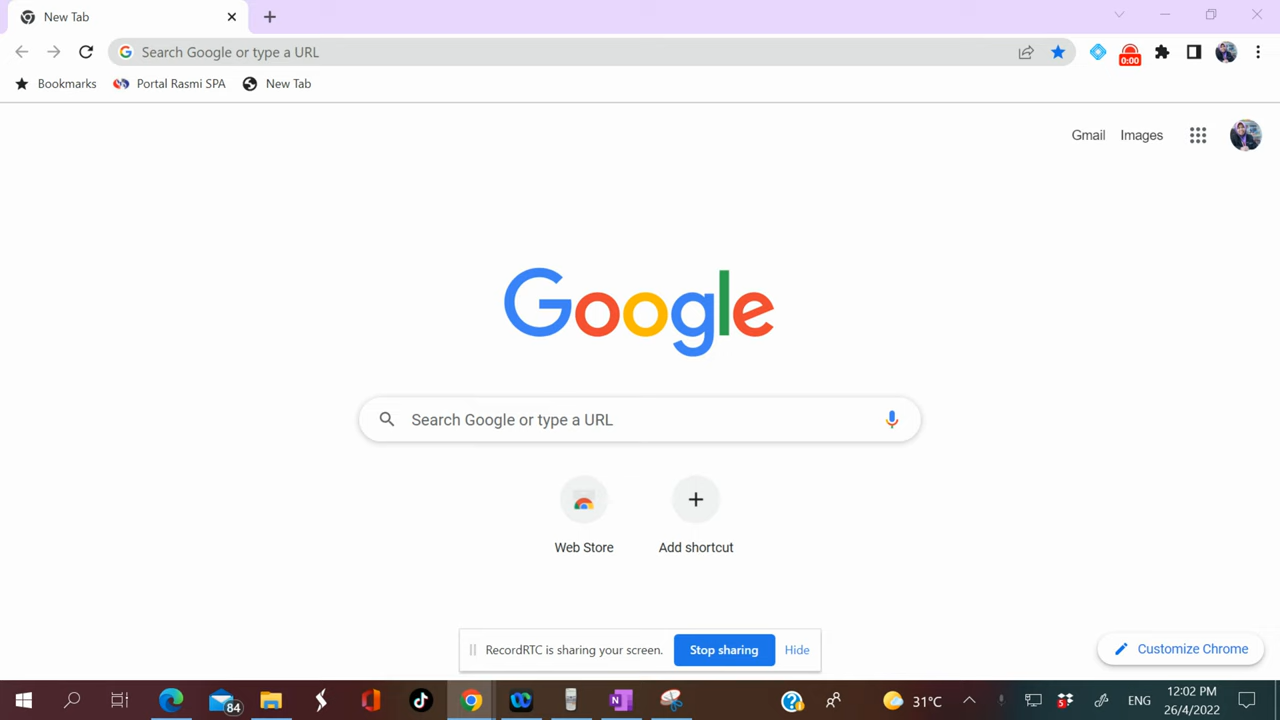 New Tab
Search Google or type a URL
0:00
Bookmarks
Portal Rasmi SPA
New Tab
Gmail
Images
Google
Search Google or type a URL
Web Store
Add shortcut
RecordRTC is sharing your screen.
Stop sharing
Hide
Customize Chrome
84
31°C
5
ENG
12:02 PM
26/4/2022